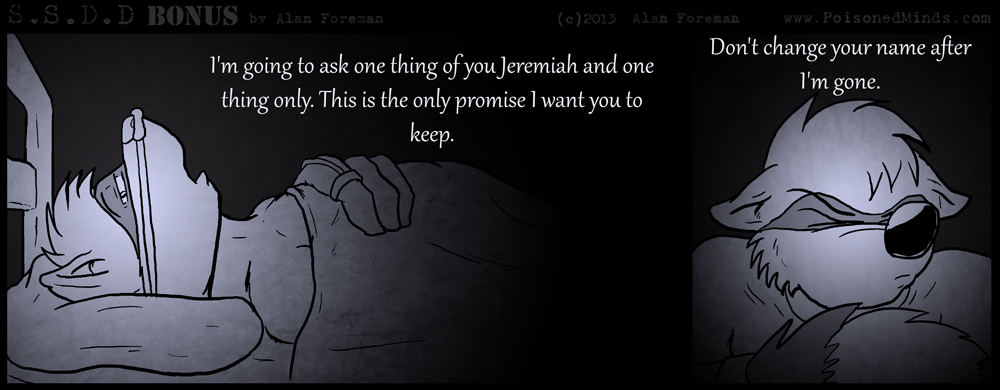 S.S.D.D BONUS by Alan Foreman (c)2013 Alan Foreman www.PoisonedMinds.com
I'm going to ask one thing of you Jeremiah and one
thing only. This is the only promise I want you to
keep.
Don't change your name after
I'm gone.